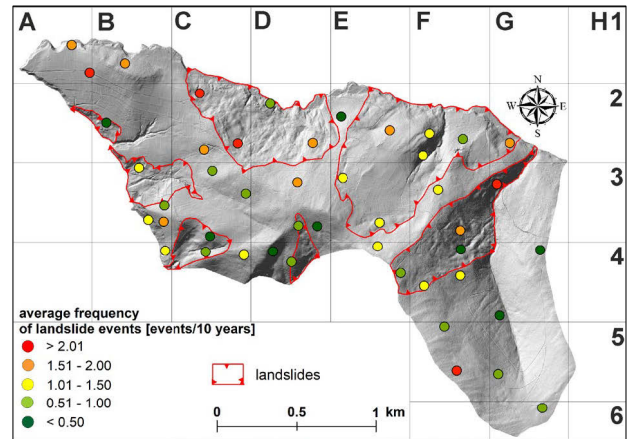 A B C D E F G H1
2
3
4
5
6
N
W E
S
average frequency
of landslide events [events/10 years]
> 2.01
1.51 - 2.00
1.01 - 1.50
0.51 - 1.00
< 0.50
landslides
0 0.5 1 km